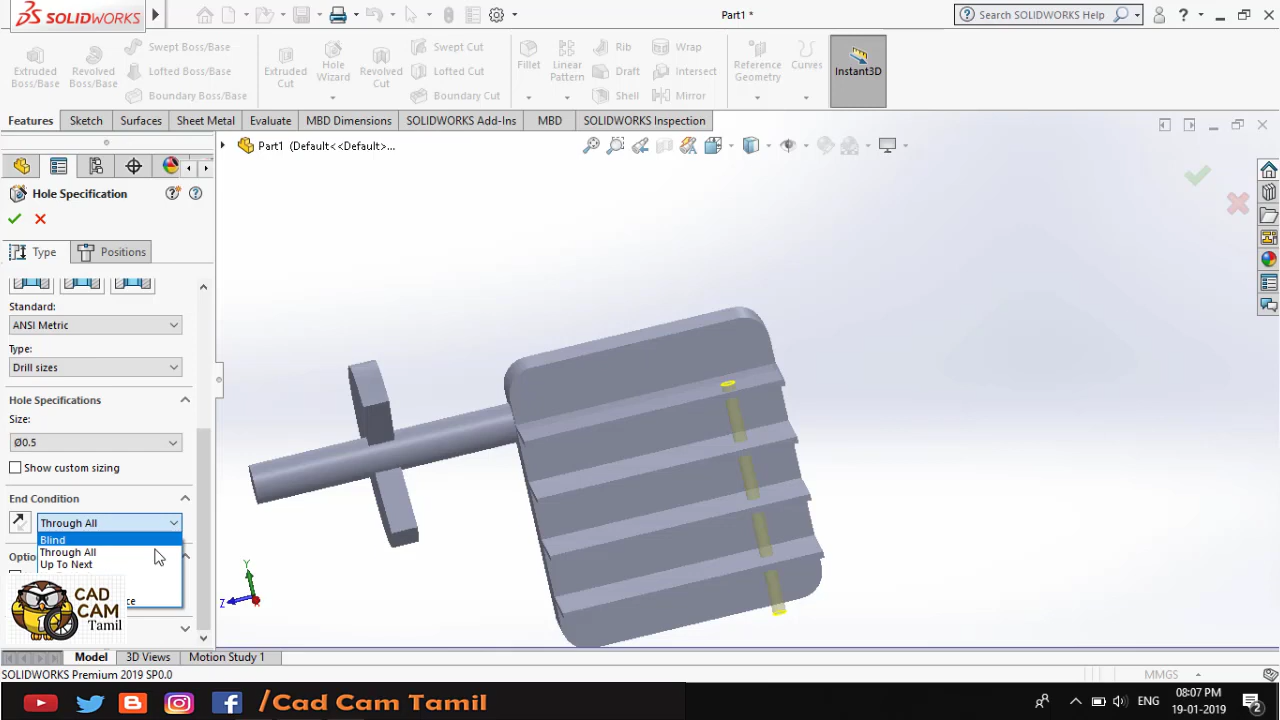 SOLIDWORKS
Part1 *
Search SOLIDWORKS Help
Extruded Boss/Base
Revolved Boss/Base
Swept Boss/Base
Lofted Boss/Base
Boundary Boss/Base
Extruded Cut
Hole Wizard
Revolved Cut
Swept Cut
Lofted Cut
Boundary Cut
Fillet
Linear Pattern
Rib
Draft
Shell
Wrap
Intersect
Mirror
Reference Geometry
Curves
Instant3D
Features
Sketch
Surfaces
Sheet Metal
Evaluate
MBD Dimensions
SOLIDWORKS Add-Ins
MBD
SOLIDWORKS Inspection
Part1 (Default<<Default>...
Hole Specification
Type
Positions
Standard:
ANSI Metric
Type:
Drill sizes
Hole Specifications
Size:
Ø0.5
Show custom sizing
End Condition
Through All
Blind
Through All
Up To Next
CAD
CAM
Tamil
Y
Z
X
Model
3D Views
Motion Study 1
SOLIDWORKS Premium 2019 SP0.0
MMGS
/Cad Cam Tamil
ENG
08:07 PM
19-01-2019
2